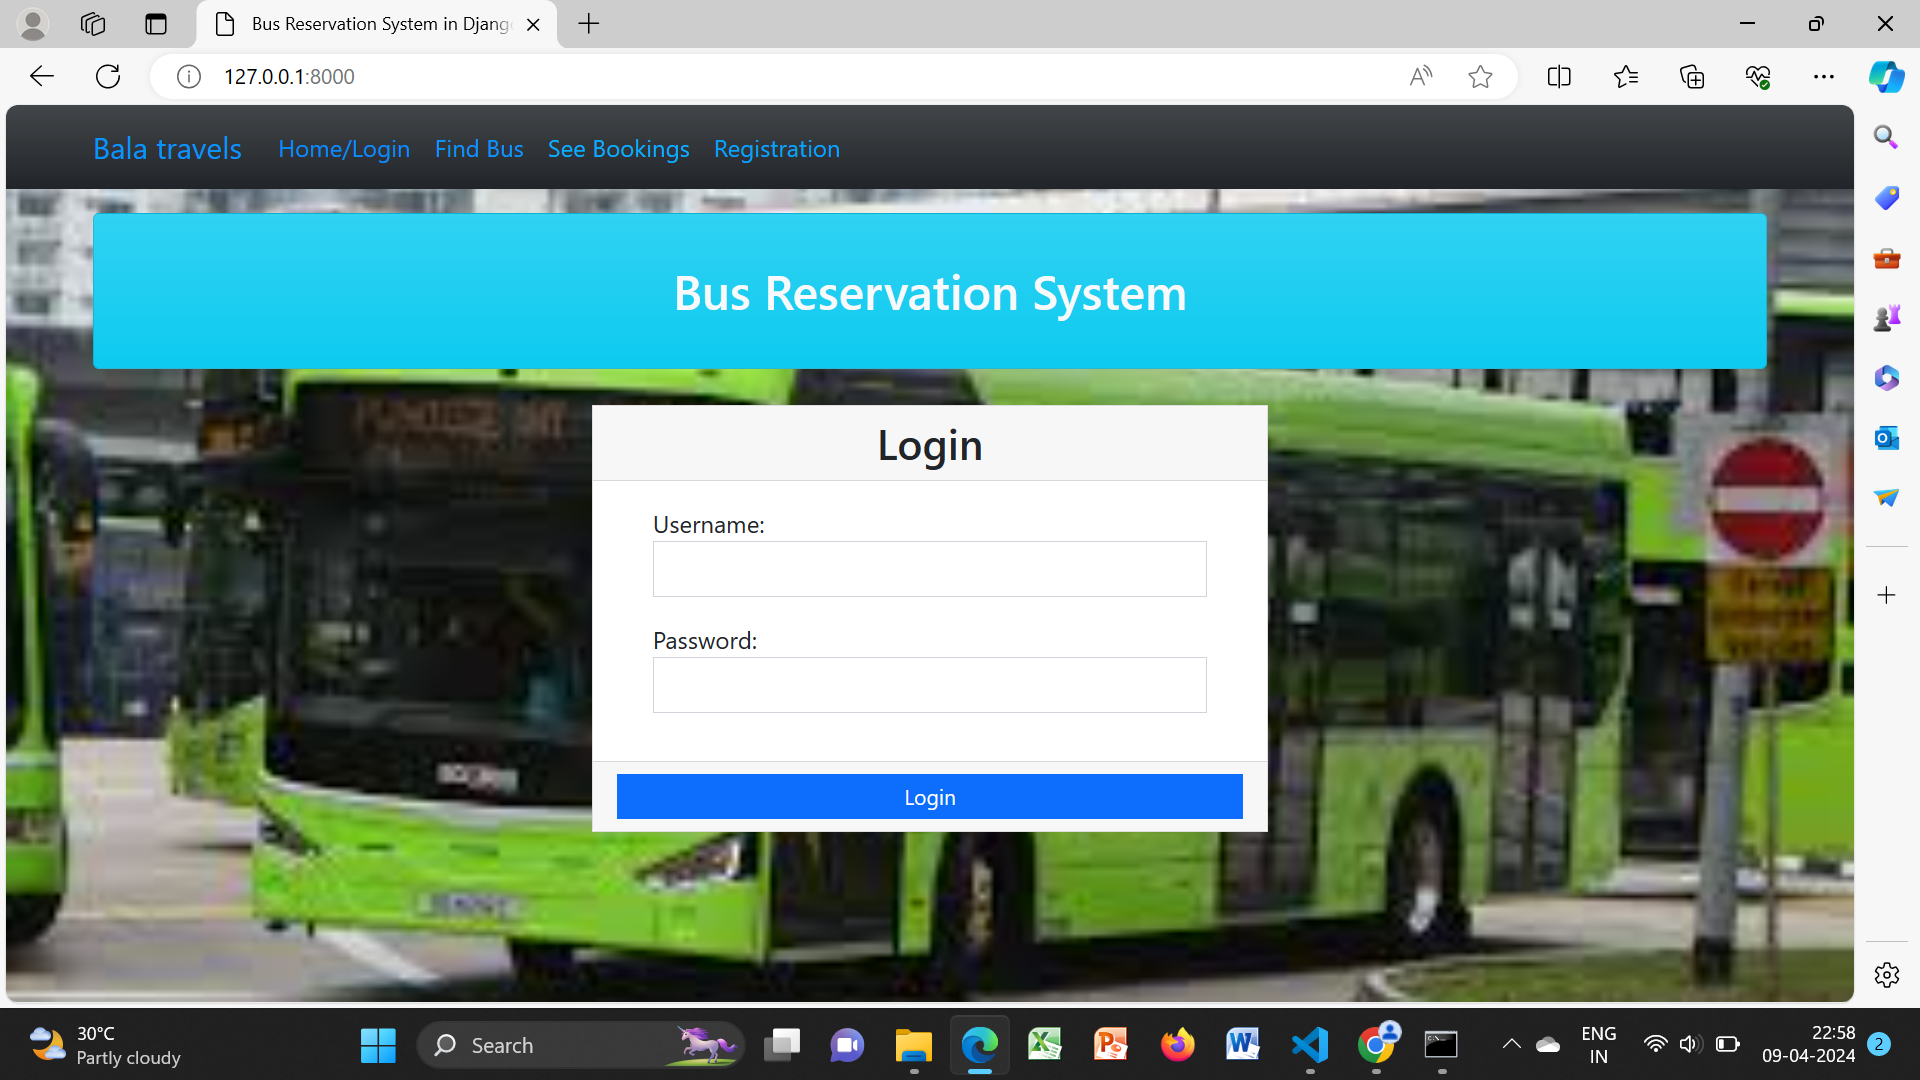 Bus Reservation System in Djang
127.0.0.1:8000
Bala travels Home/Login Find Bus See Bookings Registration
Bus Reservation System
Login
Username:
Password:
Login
30°C
Partly cloudy
Search
ENG
IN
22:58
09-04-2024
2